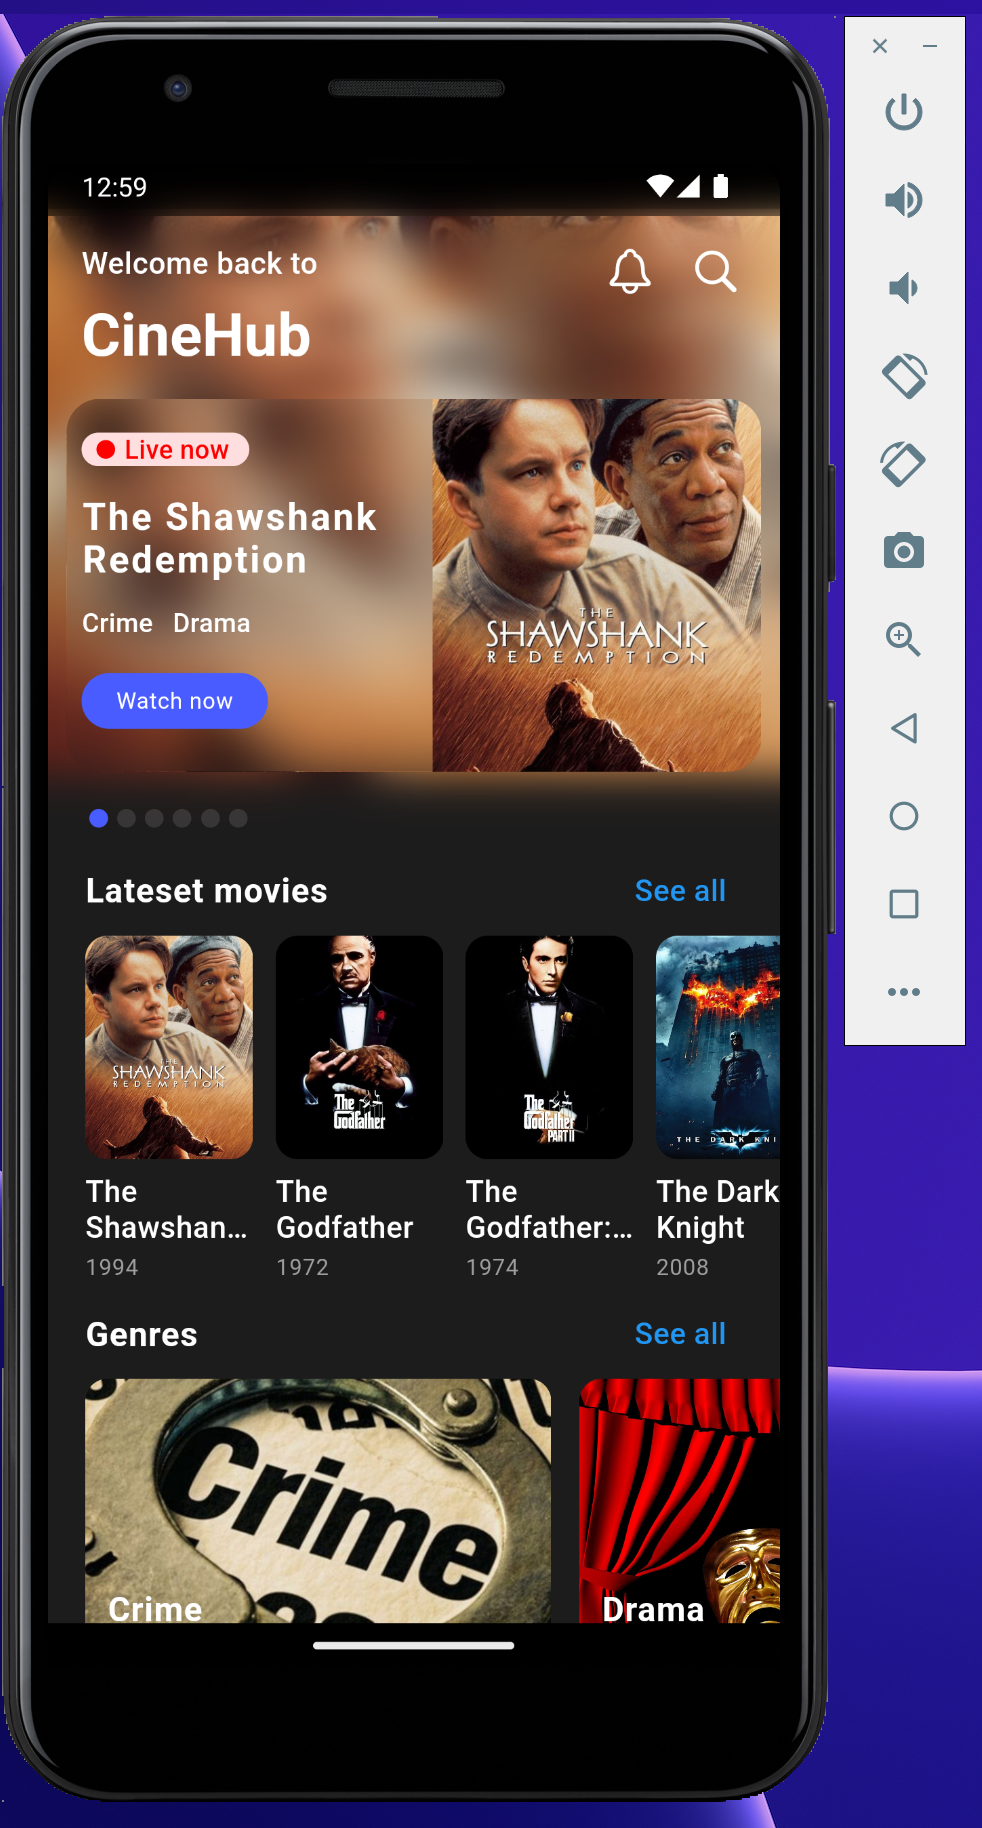 12:59
Welcome back to
CineHub
Live now
The Shawshank
Redemption
Crime Drama
Watch now
THE
SHAWSHANK
REDEMPTION
Lateset movies
See all
THE
SHAWSHANK
REDEMPTION
The
Godfather
The
Godfather
PART II
THE DARK KNI
The
Shawshan...
1994
The
Godfather
1972
The
Godfather:...
1974
The Dark
Knight
2008
Genres
See all
Crime
Crime
Drama